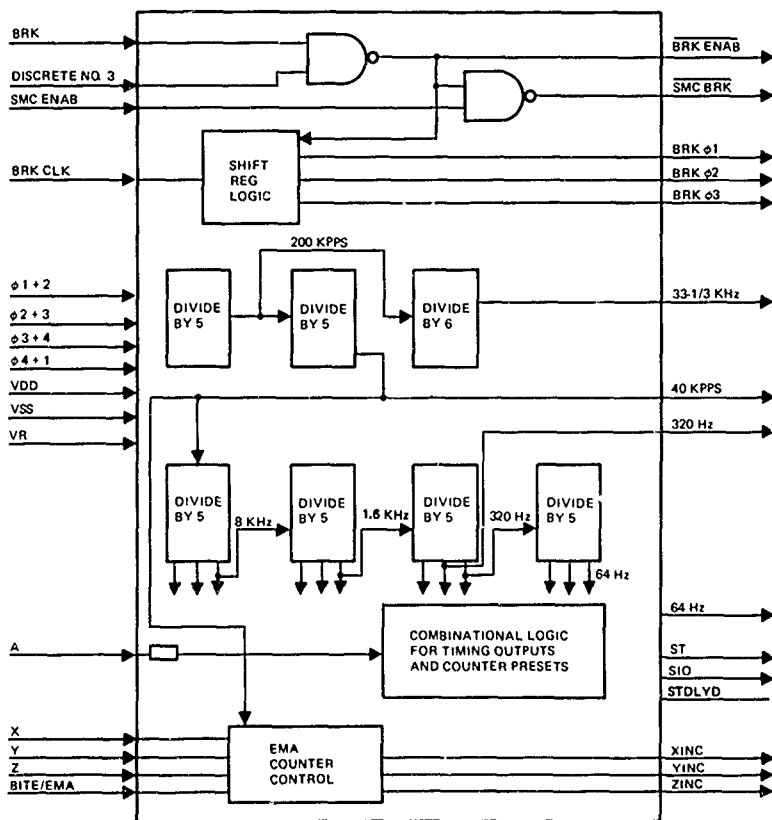 BRK
BRK ENAB
DISCRETE NO. 3
SMC BRK
SMC ENAB
SHIFT
REG
LOGIC
BRK CLK
BRK φ1
BRK φ2
BRK φ3
200 KPPS
φ1 + 2
φ2 + 3
φ3 + 4
φ4 + 1
VDD
VSS
VR
DIVIDE
BY 5
DIVIDE
BY 5
DIVIDE
BY 6
33-1/3 KHz
40 KPPS
320 Hz
DIVIDE
BY 5
8 KHz
DIVIDE
BY 5
1.6 KHz
DIVIDE
BY 5
320 Hz
DIVIDE
BY 5
64 Hz
64 Hz
A
COMBINATIONAL LOGIC
FOR TIMING OUTPUTS
AND COUNTER PRESETS
ST
SIO
STDLYD
X
Y
Z
BITE/EMA
EMA
COUNTER
CONTROL
XINC
YINC
ZINC